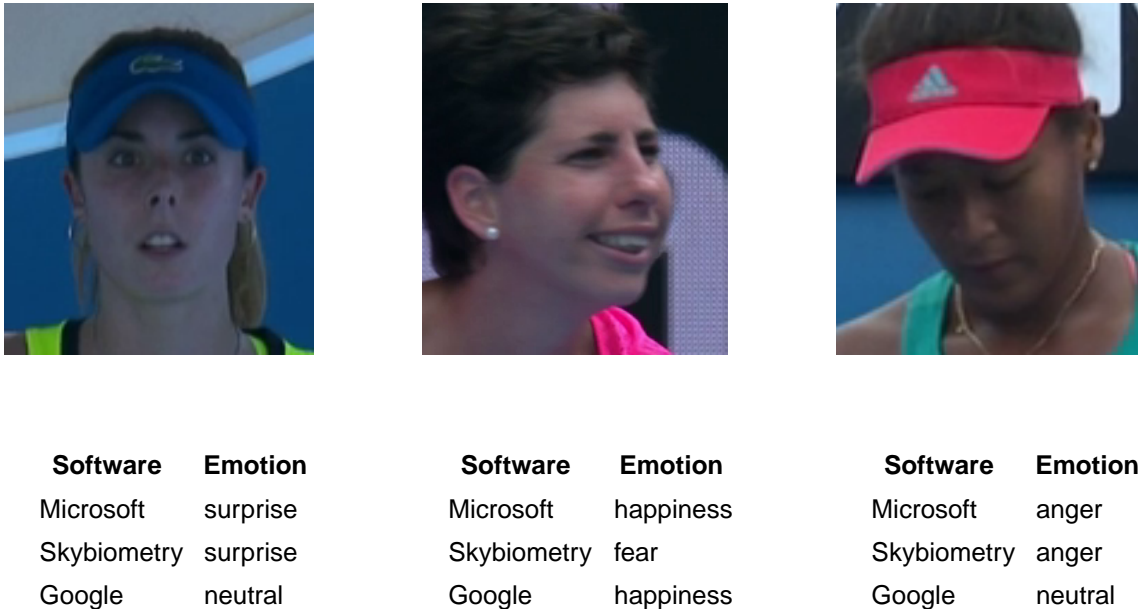 Software Emotion
Microsoft surprise
Skybiometry surprise
Google neutral
Software Emotion
Microsoft happiness
Skybiometry fear
Google happiness
Software Emotion
Microsoft anger
Skybiometry anger
Google neutral